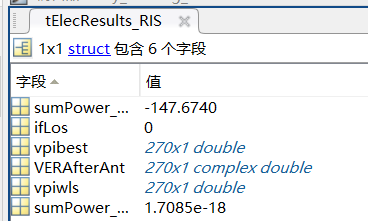 tElecResults_RIS
1x1 struct 包含 6 个字段
字段 值
sumPower_... -147.6740
ifLos 0
vpibest 270x1 double
VERAfterAnt 270x1 complex double
vpiwls 270x1 double
sumPower_... 1.7085e-18